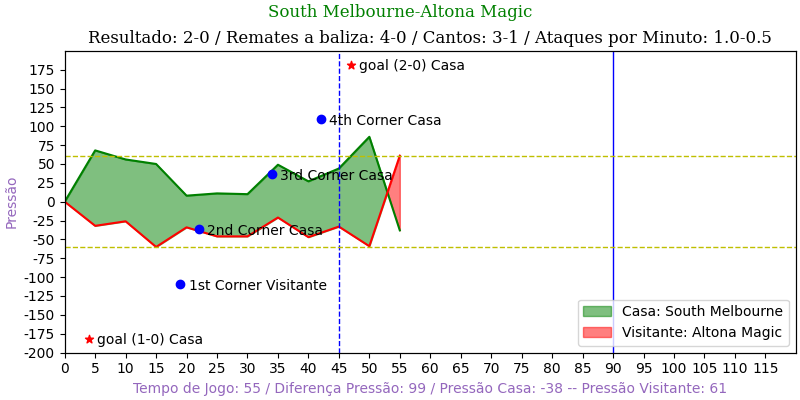 South Melbourne-Altona Magic
Resultado: 2-0 / Remates a baliza: 4-0 / Cantos: 3-1 / Ataques por Minuto: 1.0-0.5
Pressão
175
150
125
100
75
50
25
0
-25
-50
-75
-100
-125
-150
-175
-200
goal (2-0) Casa
4th Corner Casa
3rd Corner Casa
2nd Corner Casa
1st Corner Visitante
goal (1-0) Casa
Casa: South Melbourne
Visitante: Altona Magic
0 5 10 15 20 25 30 35 40 45 50 55 60 65 70 75 80 85 90 95 100 105 110 115
Tempo de Jogo: 55 / Diferença Pressão: 99 / Pressão Casa: -38 -- Pressão Visitante: 61